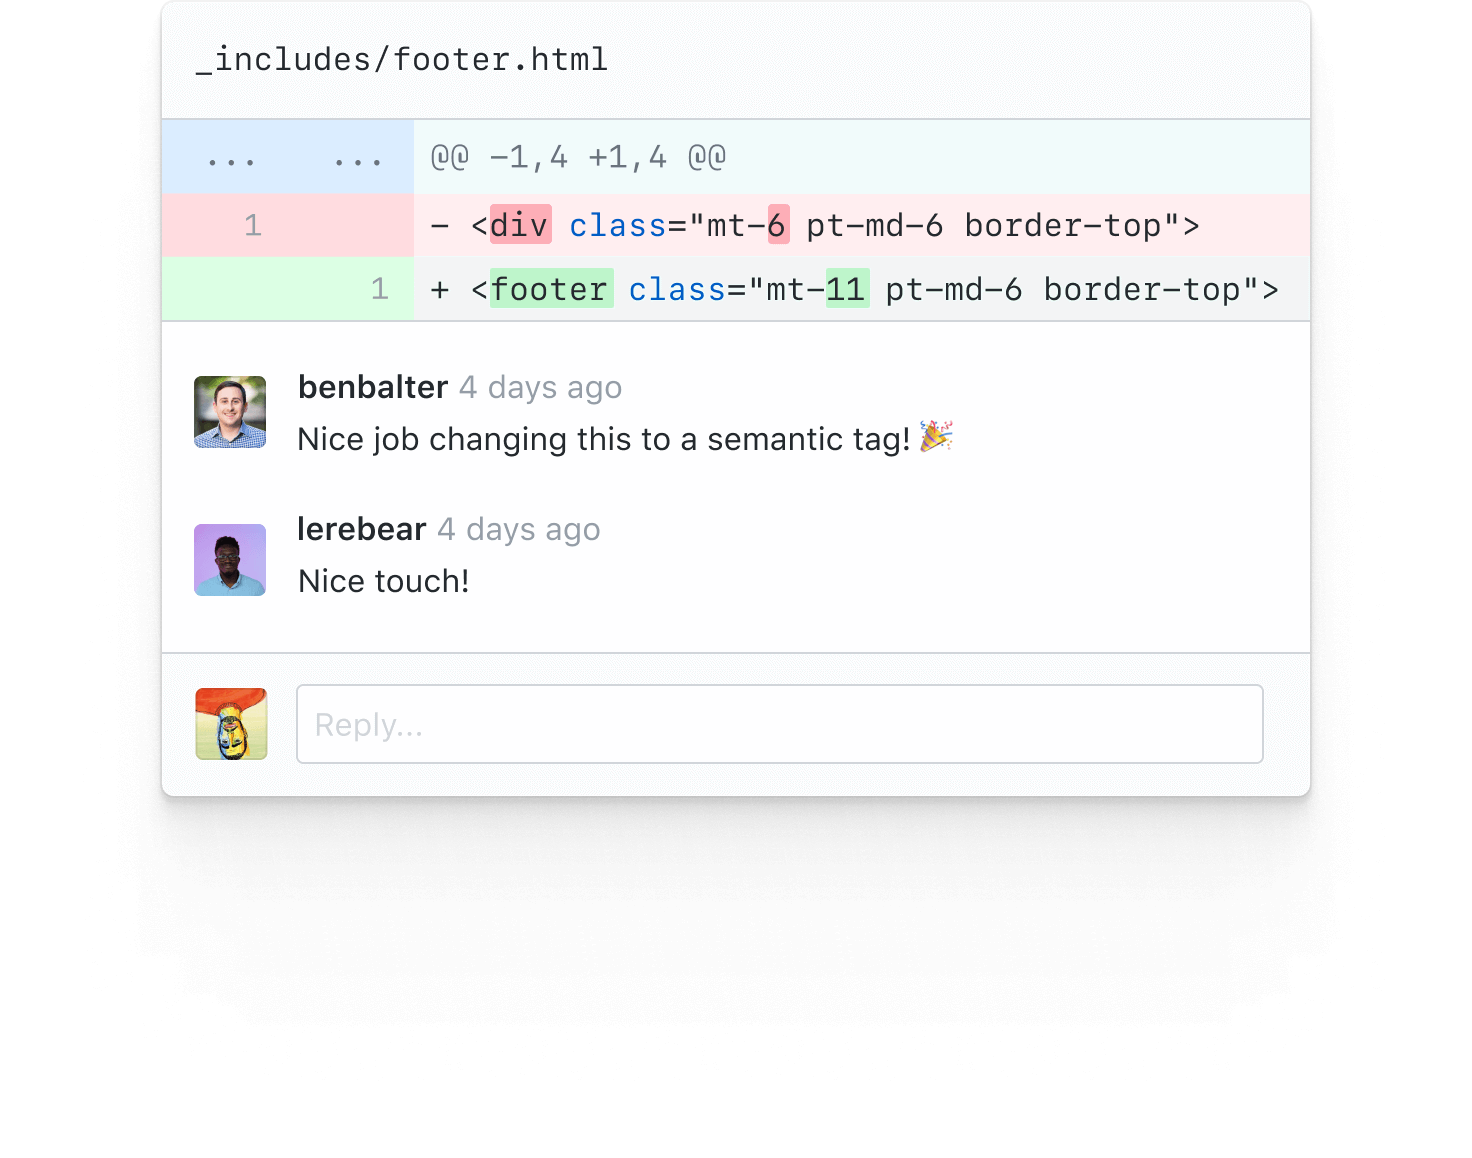 _includes/footer.html
... ... @@ -1,4 +1,4 @@
1 - <div class="mt-6 pt-md-6 border-top">
1 + <footer class="mt-11 pt-md-6 border-top">
benbalter 4 days ago
Nice job changing this to a semantic tag! 🎉
lerebear 4 days ago
Nice touch!
Reply...